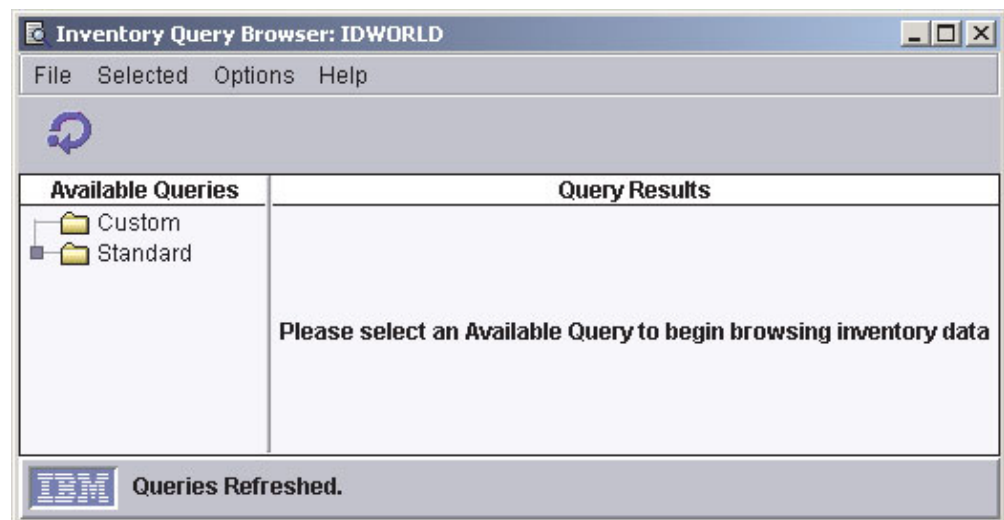 Inventory Query Browser: IDWORLD
File Selected Options Help
Available Queries
Query Results
Custom
Standard
Please select an Available Query to begin browsing inventory data
IBM
Queries Refreshed.